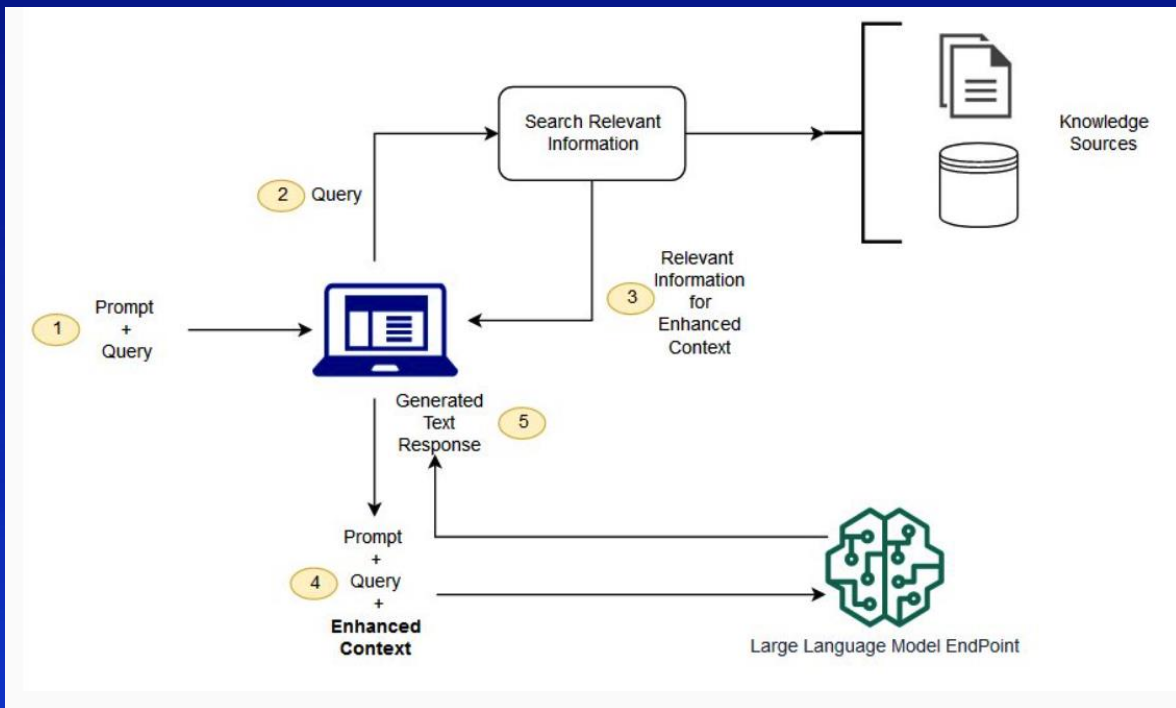 Search Relevant
Information
Knowledge
Sources
2 Query
Relevant
Information
for
3
Enhanced
Context
1
Prompt
+
Query
Generated
Text
Response
5
Prompt
+
4
Query
+
Enhanced
Context
Large Language Model EndPoint